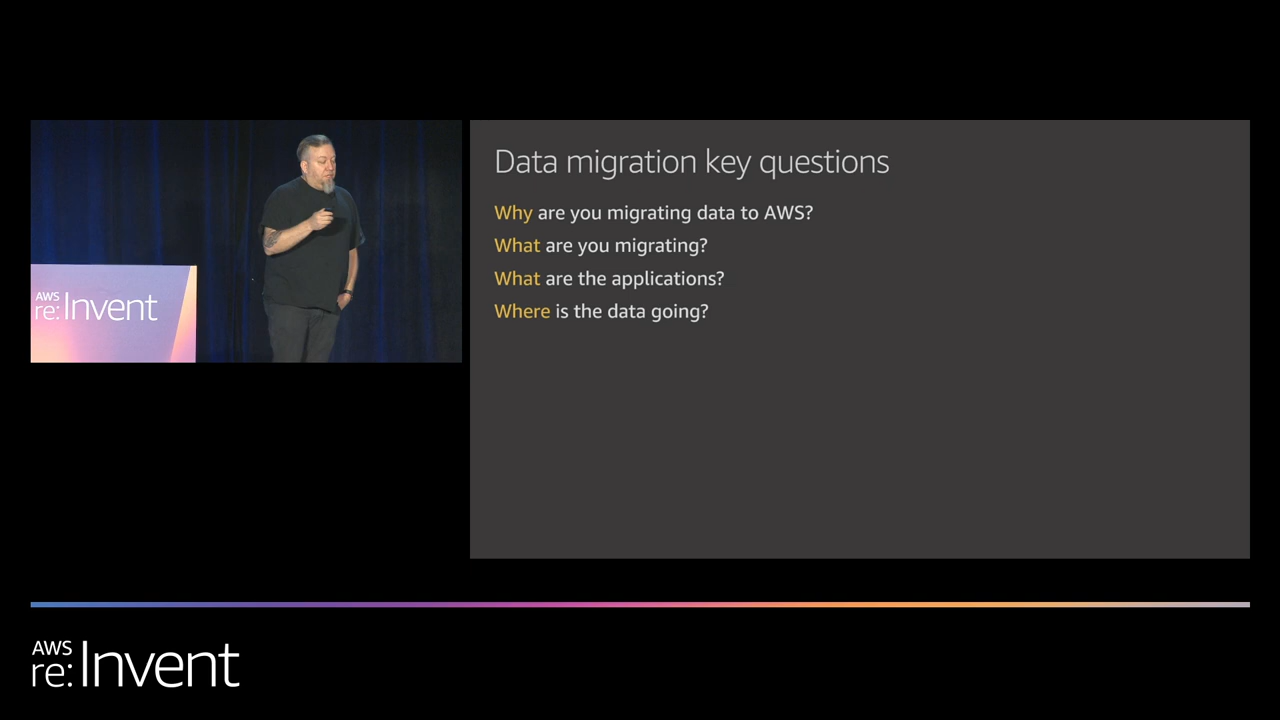 AWS
re:Invent
Data migration key questions
Why are you migrating data to AWS?
What are you migrating?
What are the applications?
Where is the data going?
AWS
re:Invent